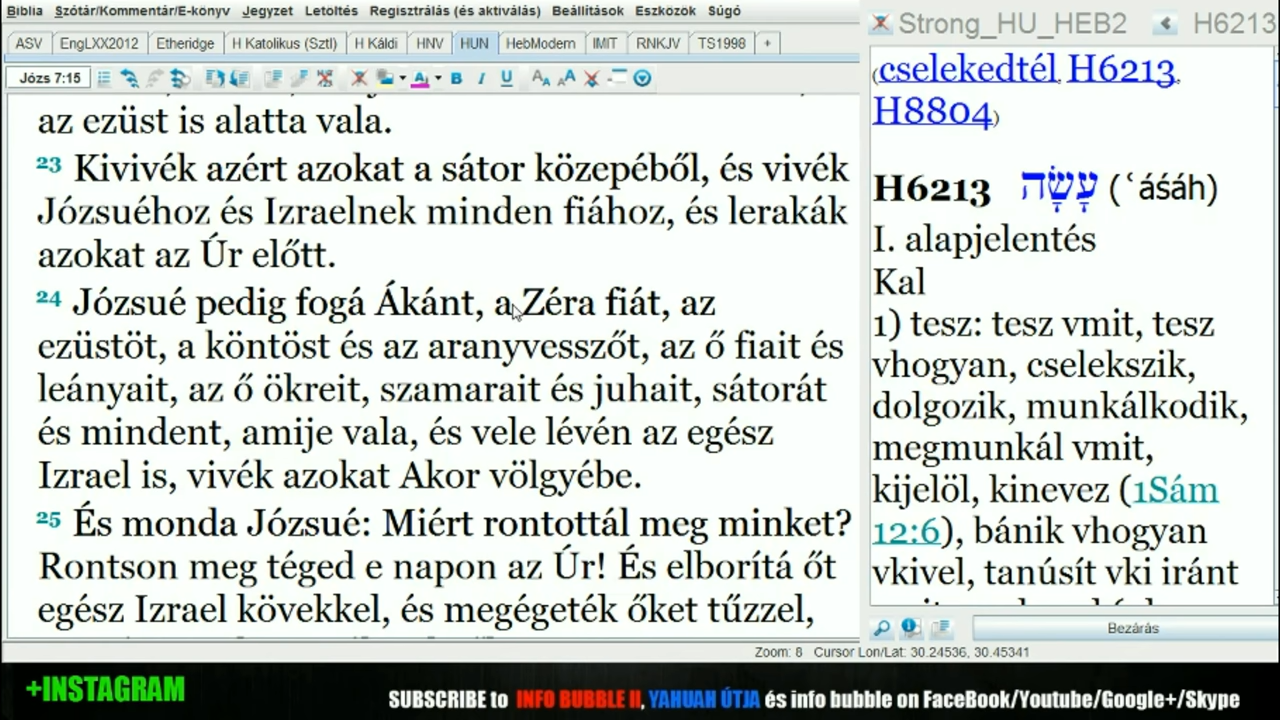 Biblia Szótár/Kommentár/E-könyv Jegyzet Letöltés Regisztrálás (és aktiválás) Beállítások Eszközök Súgó
ASV EngLXX2012 Etheridge H Katolikus (Sztl) H Káldi HNV HUN HebModern IMIT RNKJV TS1998 +
Józs 7:15
az ezüst is alatta vala.
23 Kivivék azért azokat a sátor közepéből, és vivék
Józsuéhoz és Izraelnek minden fiához, és lerakák
azokat az Úr előtt.
24 Józsué pedig fogá Ákánt, a Zéra fiát, az
ezüstöt, a köntöst és az aranyvesszőt, az ő fiait és
leányait, az ő ökreit, szamarait és juhait, sátorát
és mindent, amije vala, és vele lévén az egész
Izrael is, vivék azokat Akor völgyébe.
25 És monda Józsué: Miért rontottál meg minket?
Rontson meg téged e napon az Úr! És elborítá őt
egész Izrael kövekkel, és megégeték őket tűzzel,
Strong_HU_HEB2 H6213
(cselekedtél, H6213,
H8804)
H6213 עָשָׂה (ʿáśáh)
I. alapjelentés
Kal
1) tesz: tesz vmit, tesz
vhogyan, cselekszik,
dolgozik, munkálkodik,
megmunkál vmit,
kijelöl, kinevez (1Sám
12:6), bánik vhogyan
vkivel, tanúsít vki iránt
Bezárás
Zoom: 8 Cursor Lon/Lat: 30.24536, 30.45341
+INSTAGRAM
SUBSCRIBE to INFO BUBBLE II, YAHUAH ÚTJA és info bubble on FaceBook/Youtube/Google+/Skype